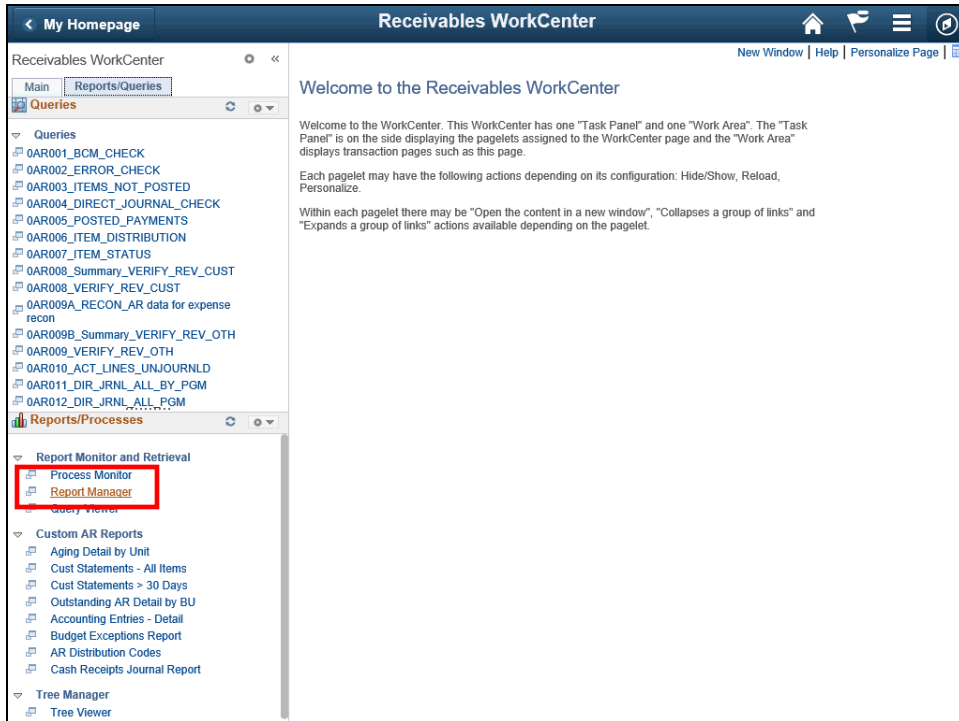 My Homepage
Receivables WorkCenter
New Window | Help | Personalize Page |
Receivables WorkCenter
Main
Reports/Queries
Queries
Queries
0AR001_BCM_CHECK
0AR002_ERROR_CHECK
0AR003_ITEMS_NOT_POSTED
0AR004_DIRECT_JOURNAL_CHECK
0AR005_POSTED_PAYMENTS
0AR006_ITEM_DISTRIBUTION
0AR007_ITEM_STATUS
0AR008_Summary_VERIFY_REV_CUST
0AR008_VERIFY_REV_CUST
0AR009A_RECON_AR data for expense
recon
0AR009B_Summary_VERIFY_REV_OTH
0AR009_VERIFY_REV_OTH
0AR010_ACT_LINES_UNJOURNLD
0AR011_DIR_JRNL_ALL_BY_PGM
0AR012_DIR_JRNL_ALL_PGM
Reports/Processes
Report Monitor and Retrieval
Process Monitor
Report Manager
Query Viewer
Custom AR Reports
Aging Detail by Unit
Cust Statements - All Items
Cust Statements > 30 Days
Outstanding AR Detail by BU
Accounting Entries - Detail
Budget Exceptions Report
AR Distribution Codes
Cash Receipts Journal Report
Tree Manager
Tree Viewer
Welcome to the Receivables WorkCenter
Welcome to the WorkCenter. This WorkCenter has one "Task Panel" and one "Work Area". The "Task
Panel" is on the side displaying the pagelets assigned to the WorkCenter page and the "Work Area"
displays transaction pages such as this page.
Each pagelet may have the following actions depending on its configuration: Hide/Show, Reload,
Personalize.
Within each pagelet there may be "Open the content in a new window", "Collapses a group of links" and
"Expands a group of links" actions available depending on the pagelet.